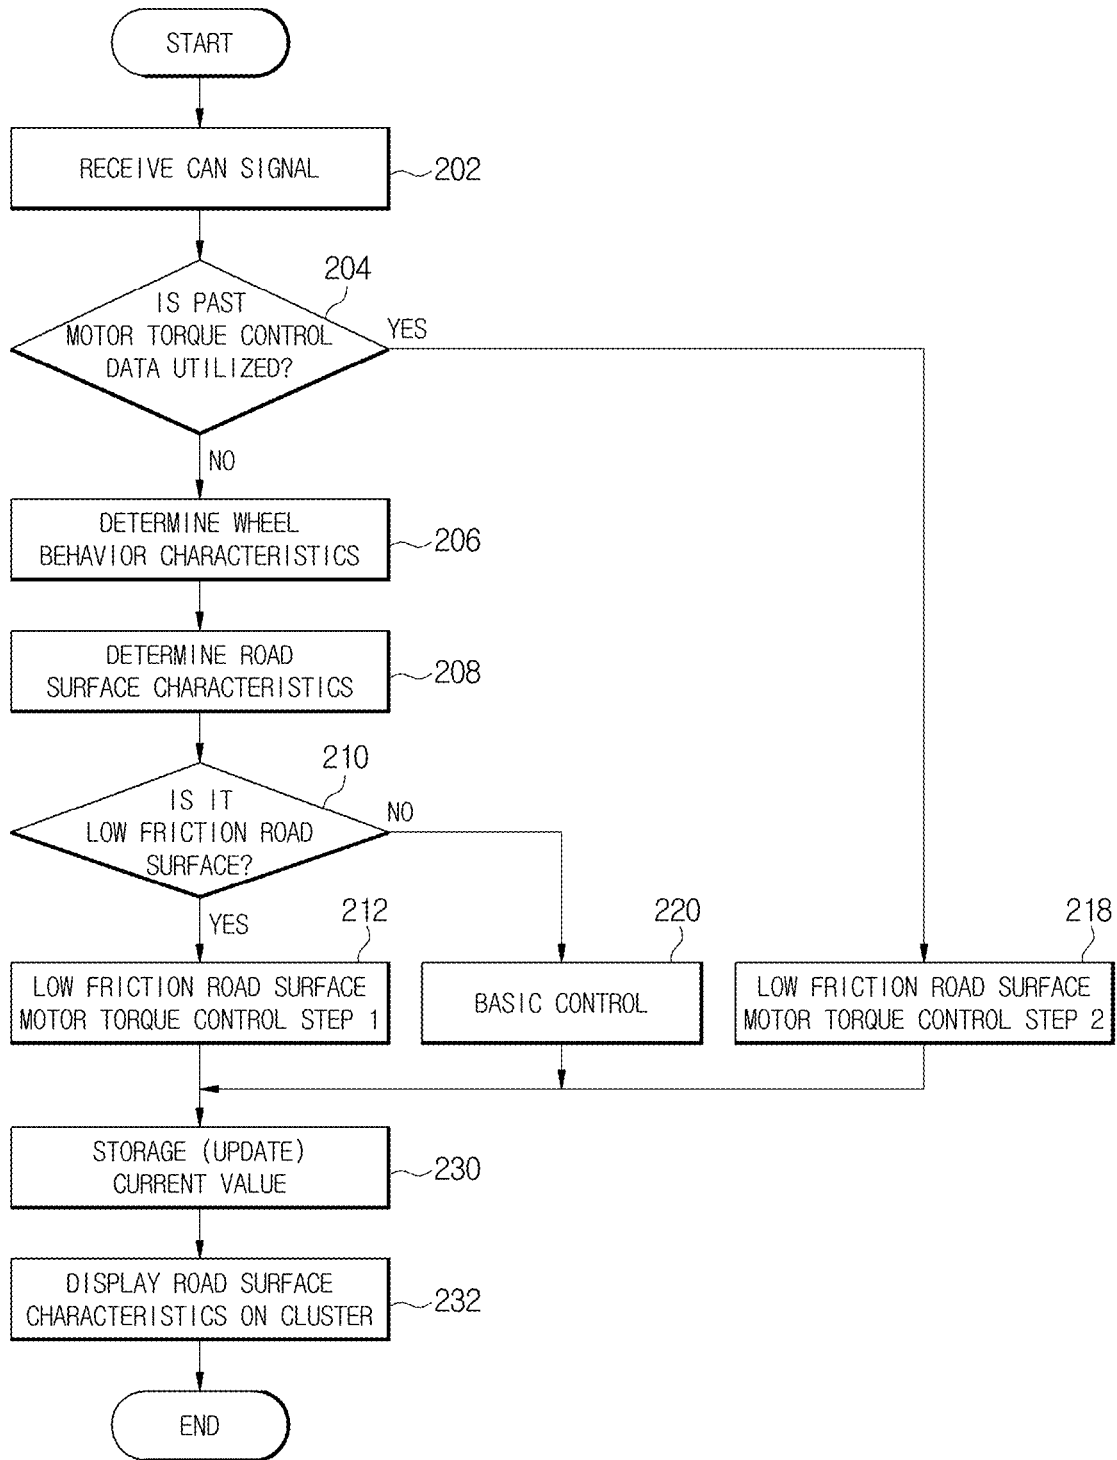 START
RECEIVE CAN SIGNAL
202
204
IS PAST
MOTOR TORQUE CONTROL
DATA UTILIZED?
YES
NO
DETERMINE WHEEL
BEHAVIOR CHARACTERISTICS
206
DETERMINE ROAD
SURFACE CHARACTERISTICS
208
210
IS IT
LOW FRICTION ROAD
SURFACE?
NO
YES
212
LOW FRICTION ROAD SURFACE
MOTOR TORQUE CONTROL STEP 1
220
BASIC CONTROL
218
LOW FRICTION ROAD SURFACE
MOTOR TORQUE CONTROL STEP 2
STORAGE (UPDATE)
CURRENT VALUE
230
DISPLAY ROAD SURFACE
CHARACTERISTICS ON CLUSTER
232
END